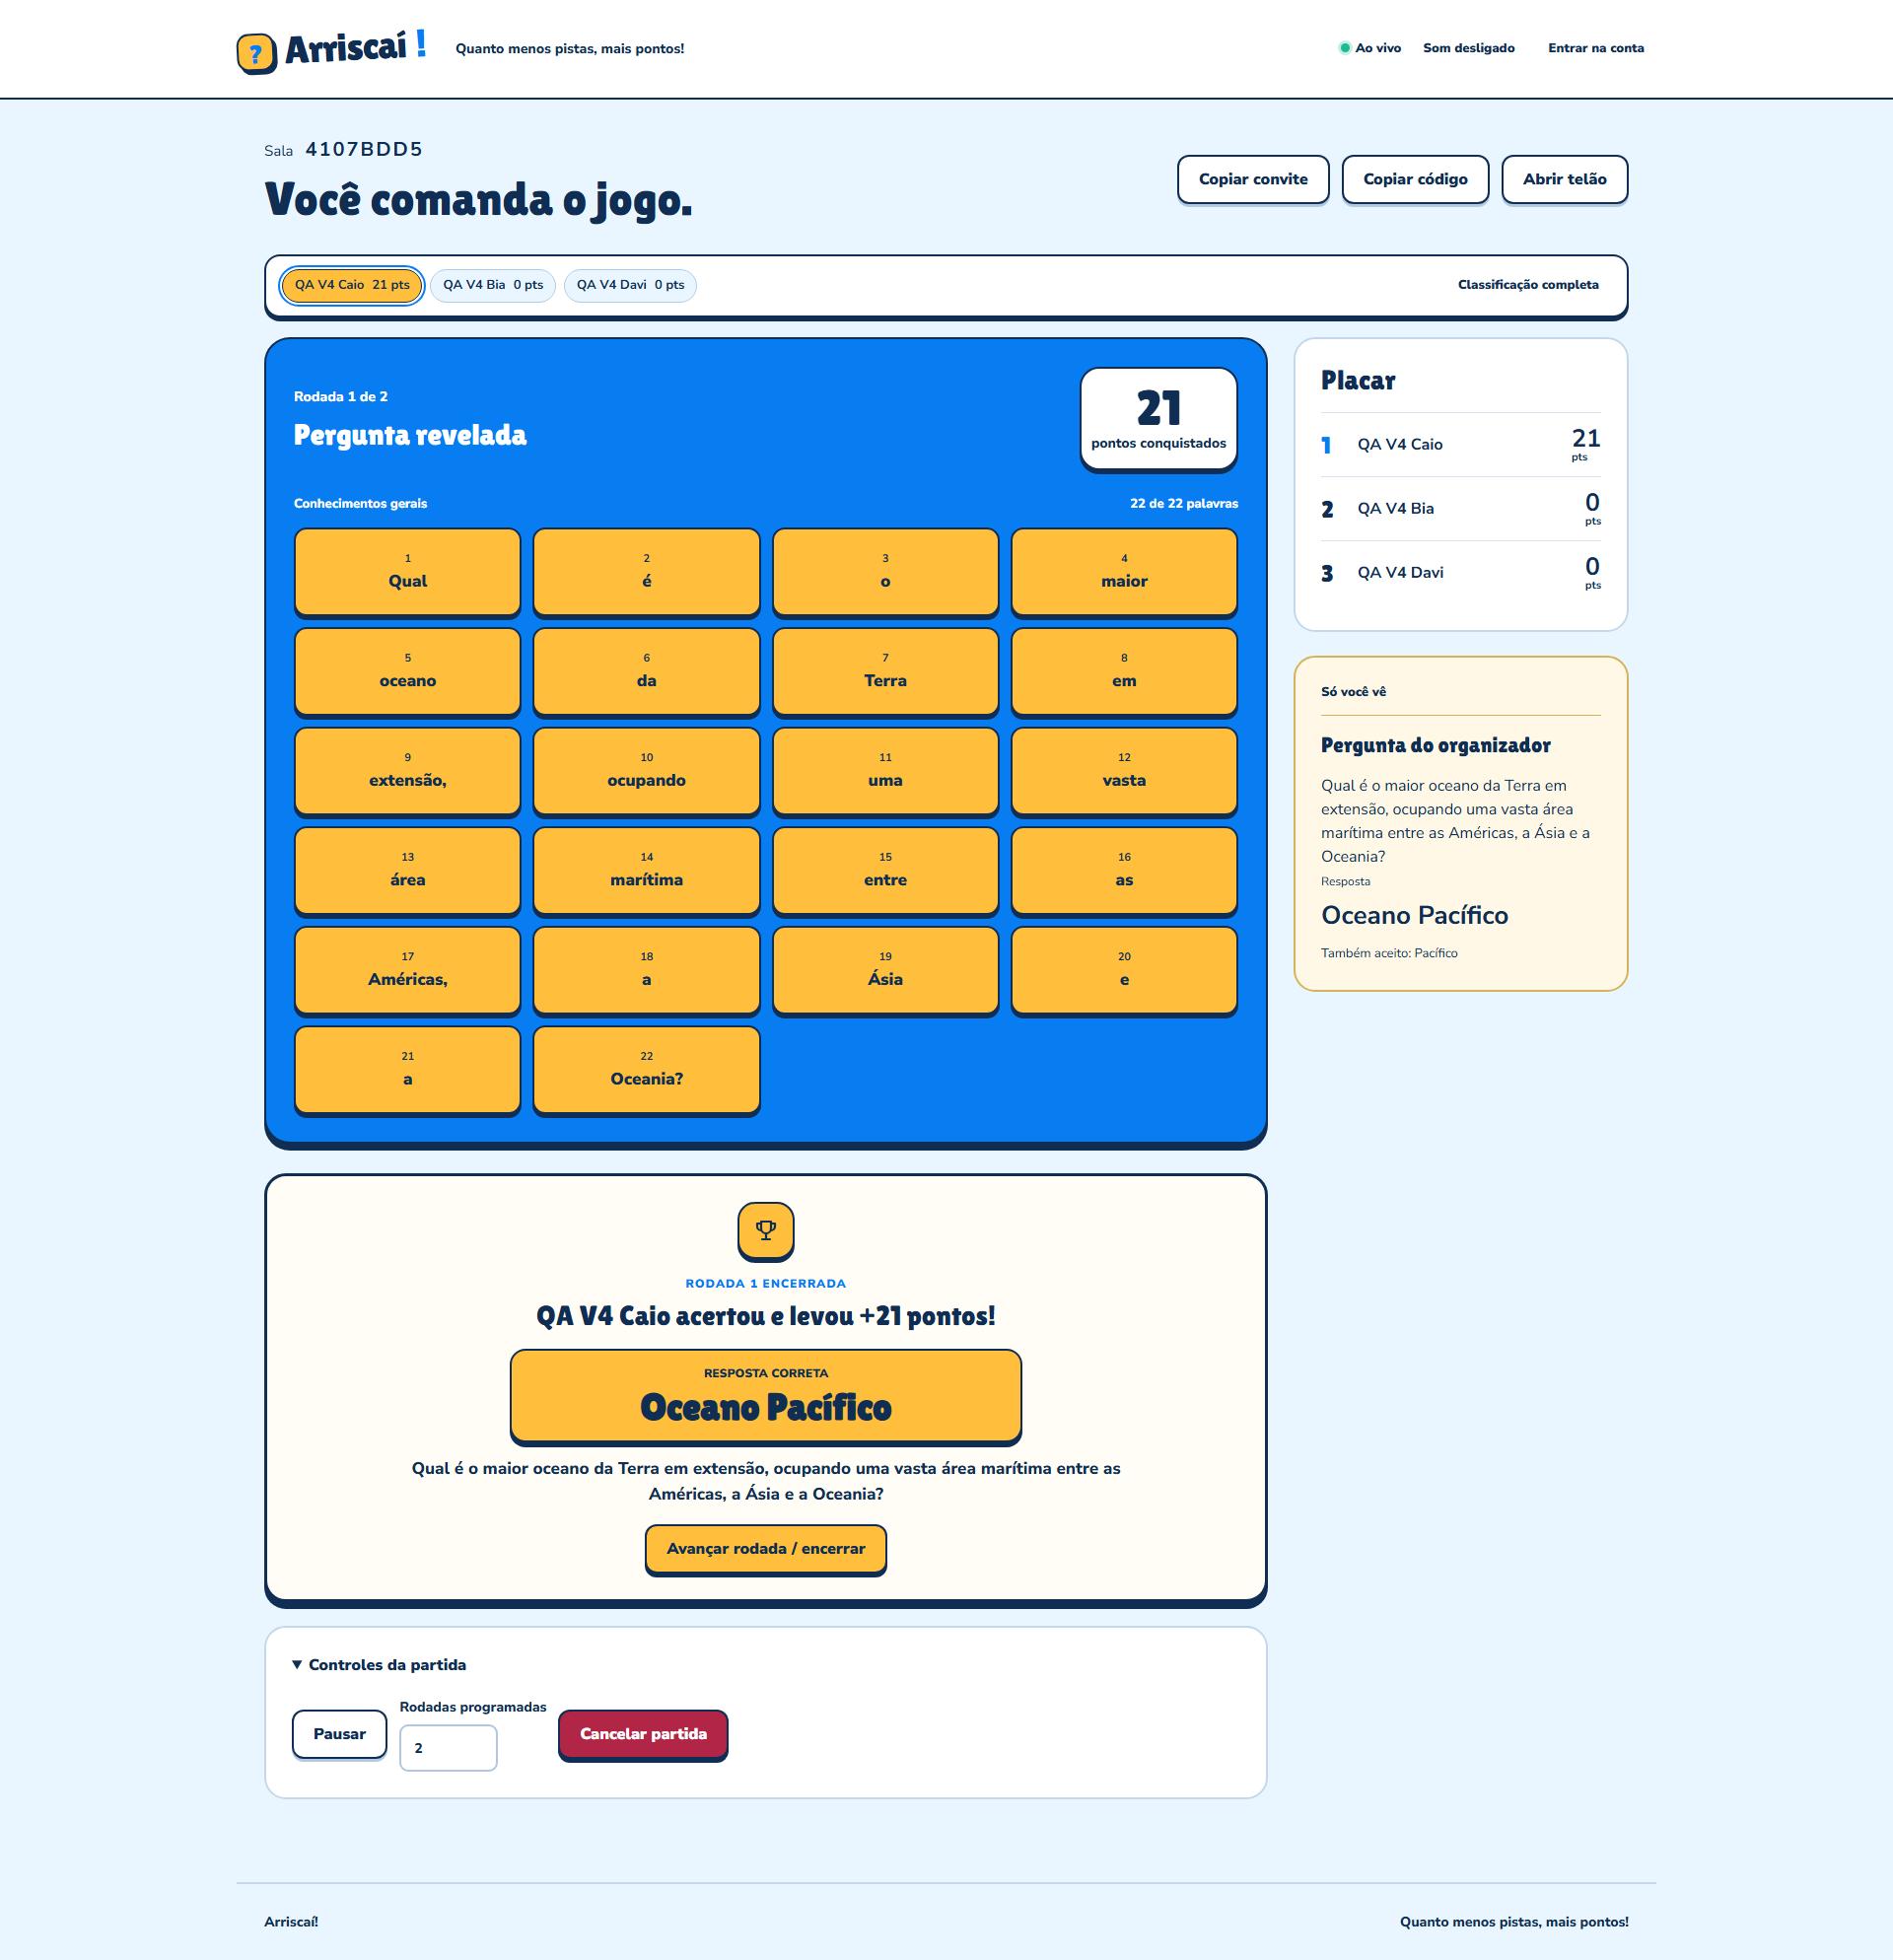 ? Arriscaí !
Quanto menos pistas, mais pontos!
Ao vivo
Som desligado
Entrar na conta
Sala 4107BDD5
Você comanda o jogo.
Copiar convite
Copiar código
Abrir telão
QA V4 Caio 21 pts
QA V4 Bia 0 pts
QA V4 Davi 0 pts
Classificação completa
Rodada 1 de 2
Pergunta revelada
21
pontos conquistados
Conhecimentos gerais
22 de 22 palavras
1
Qual
2
é
3
o
4
maior
5
oceano
6
da
7
Terra
8
em
9
extensão,
10
ocupando
11
uma
12
vasta
13
área
14
marítima
15
entre
16
as
17
Américas,
18
a
19
Ásia
20
e
21
a
22
Oceania?
Placar
1 QA V4 Caio 21
pts
2 QA V4 Bia 0
pts
3 QA V4 Davi 0
pts
Só você vê
Pergunta do organizador
Qual é o maior oceano da Terra em
extensão, ocupando uma vasta área
marítima entre as Américas, a Ásia e a
Oceania?
Resposta
Oceano Pacífico
Também aceito: Pacífico
RODADA 1 ENCERRADA
QA V4 Caio acertou e levou +21 pontos!
RESPOSTA CORRETA
Oceano Pacífico
Qual é o maior oceano da Terra em extensão, ocupando uma vasta área marítima entre as
Américas, a Ásia e a Oceania?
Avançar rodada / encerrar
Controles da partida
Pausar
Rodadas programadas
2
Cancelar partida
Arriscaí!
Quanto menos pistas, mais pontos!